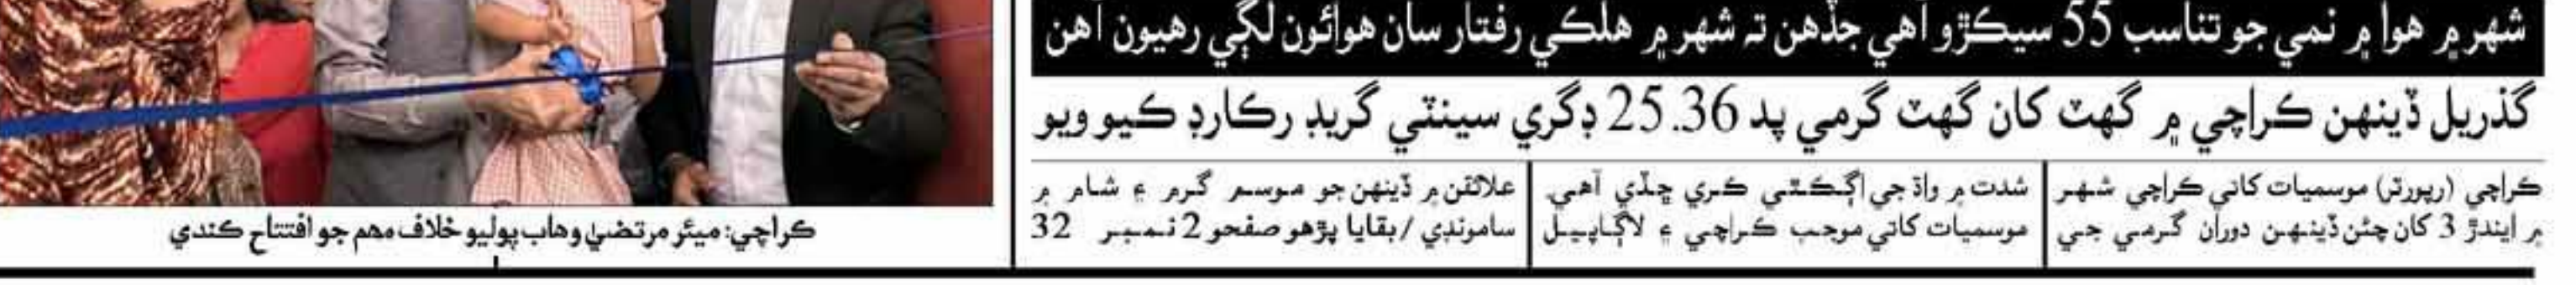 شهر ۾ هوا ۾ نمي جو تناسب 55 سيڪڙو آهي جڏهن ته شهر ۾ هلڪي رفتار سان هوائون لڳي رهيون آهن
گذريل ڏينهن ڪراچي ۾ گهٽ کان گهٽ گرمي پد 25.36 ڊگري سينٽي گريڊ رڪارڊ ڪيو ويو
ڪراچي (رپورٽر) موسميات کاتي ڪراچي شهر
۾ ايندڙ 3 کان چئن ڏينهن دوران گرمي جي
شدت ۾ واڌ جي اڳڪٿي ڪري ڇڏي آهي.
موسميات کاتي موجب ڪراچي ۽ لاڳاپيل
علائقن ۾ ڏينهن جو موسم گرم ۽ شام ۾
سامونڊي / بقايا پڙهو صفحو 2 نمبر 32
ڪراچي: ميئر مرتضيٰ وهاب پوليو خلاف مهم جو افتتاح ڪندي